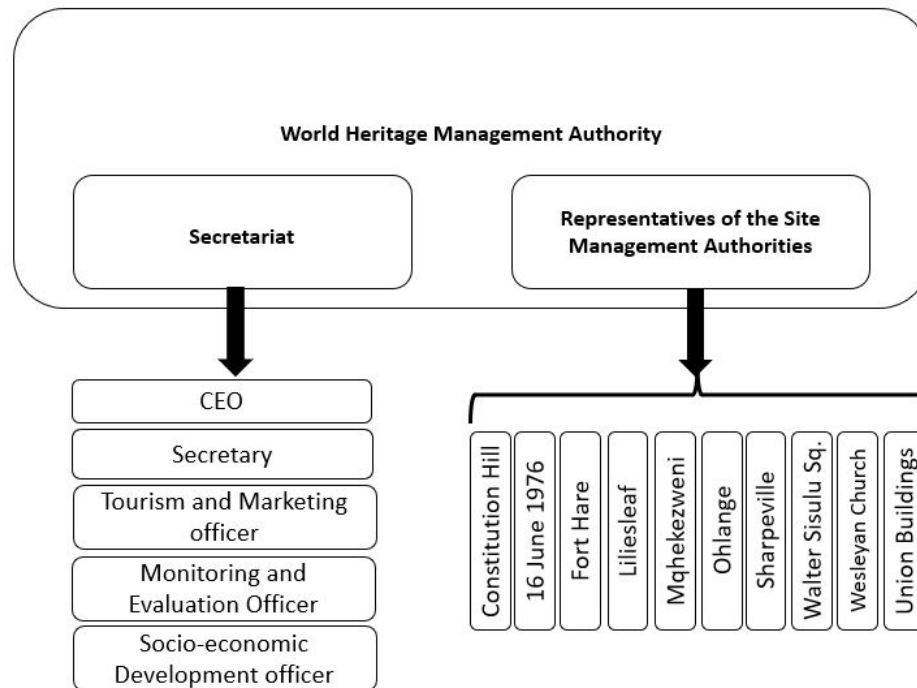 World Heritage Management Authority
Secretariat
Representatives of the Site
Management Authorities
CEO
Secretary
Tourism and Marketing
officer
Monitoring and
Evaluation Officer
Socio-economic
Development officer
Constitution Hill
16 June 1976
Fort Hare
Liliesleaf
Mqhekezweni
Ohlange
Sharpeville
Walter Sisulu Sq.
Wesleyan Church
Union Buildings